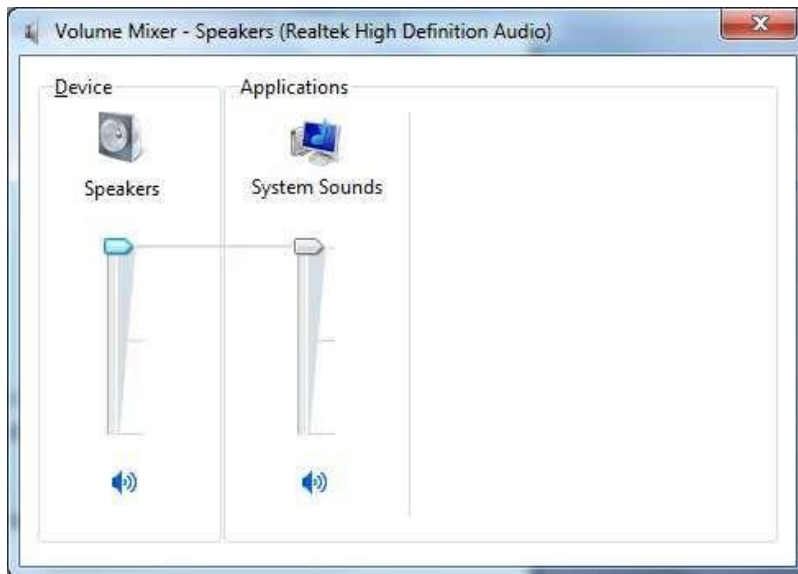 Volume Mixer - Speakers (Realtek High Definition Audio)
Device
Applications
Speakers
System Sounds